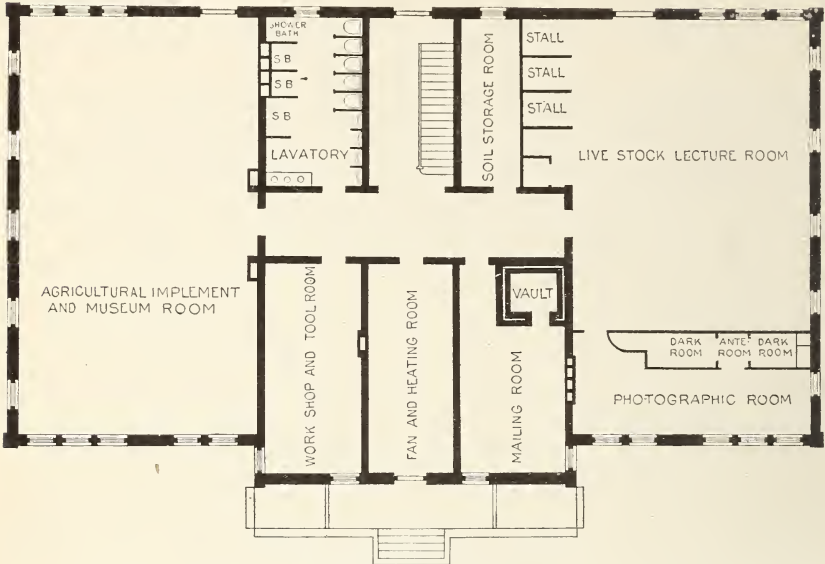 SHOWER
BATH
SB
SB
SB
LAVATORY
SOIL STORAGE ROOM
STALL
STALL
STALL
LIVE STOCK LECTURE ROOM
AGRICULTURAL IMPLEMENT
AND MUSEUM ROOM
WORK SHOP AND TOOL ROOM
FAN AND HEATING ROOM
MAILING ROOM
VAULT
DARK
ROOM
ANTE-
ROOM
DARK
ROOM
PHOTOGRAPHIC ROOM